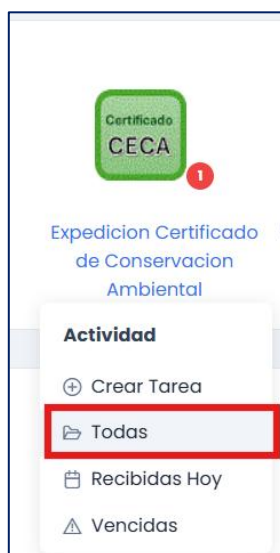 Certificado
CECA
1
Expedicion Certificado
de Conservacion
Ambiental
Actividad
Crear Tarea
Todas
Recibidas Hoy
Vencidas